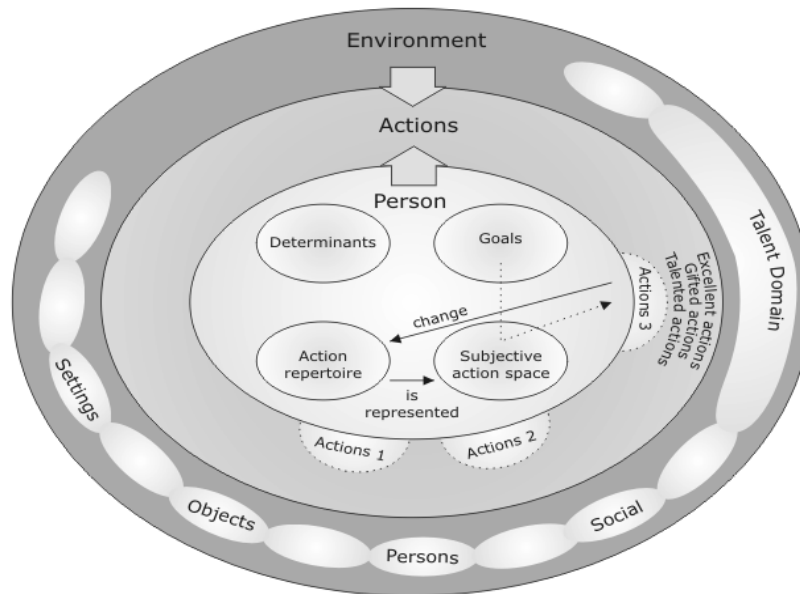 Environment
Actions
Person
Determinants
Goals
Talent Domain
Excellent actions
Gifted actions
Talented actions
Actions 3
change
Action
repertoire
Subjective
action space
is
represented
Actions 1
Actions 2
Settings
Objects
Persons
Social